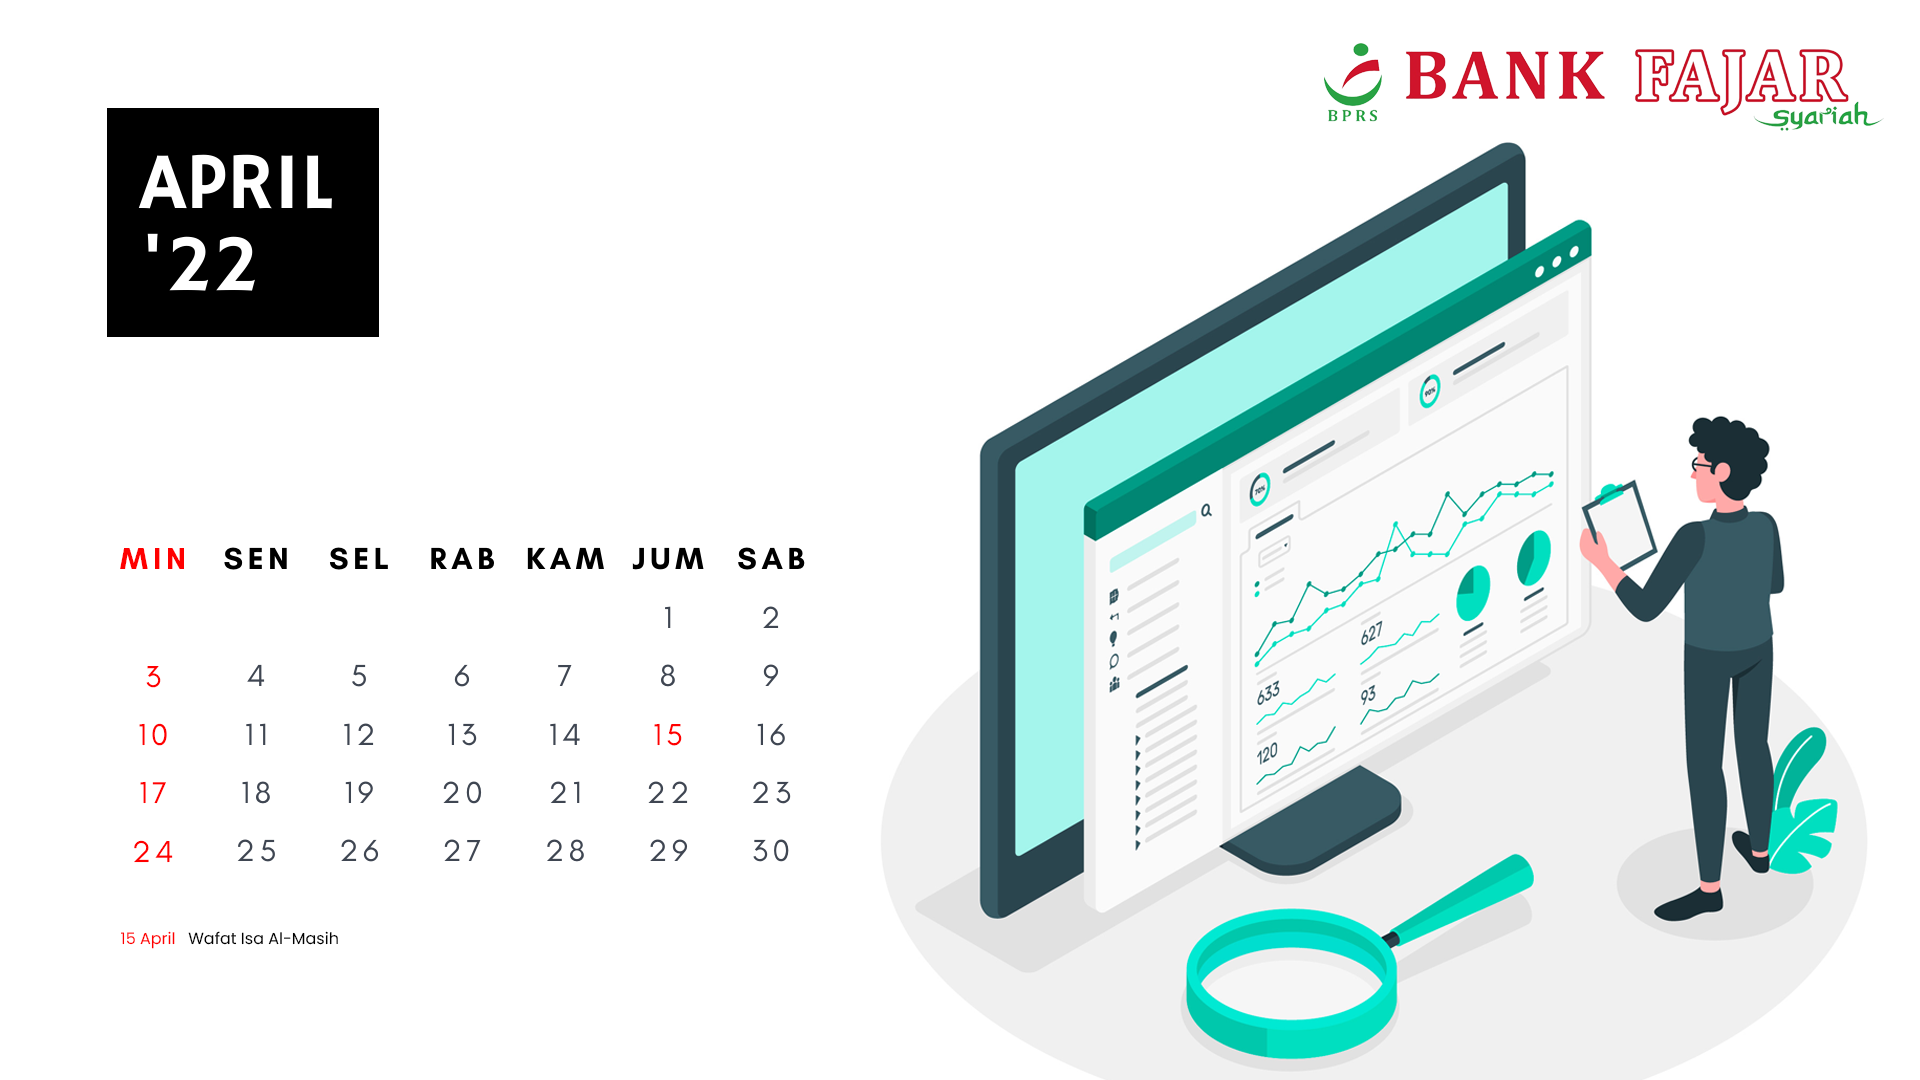 BPRS
BANK FAJAR
syariah
APRIL
'22
MIN SEN SEL RAB KAM JUM SAB
1 2
3 4 5 6 7 8 9
10 11 12 13 14 15 16
17 18 19 20 21 22 23
24 25 26 27 28 29 30
15 April Wafat Isa Al-Masih
90%
70%
627
633
93
120